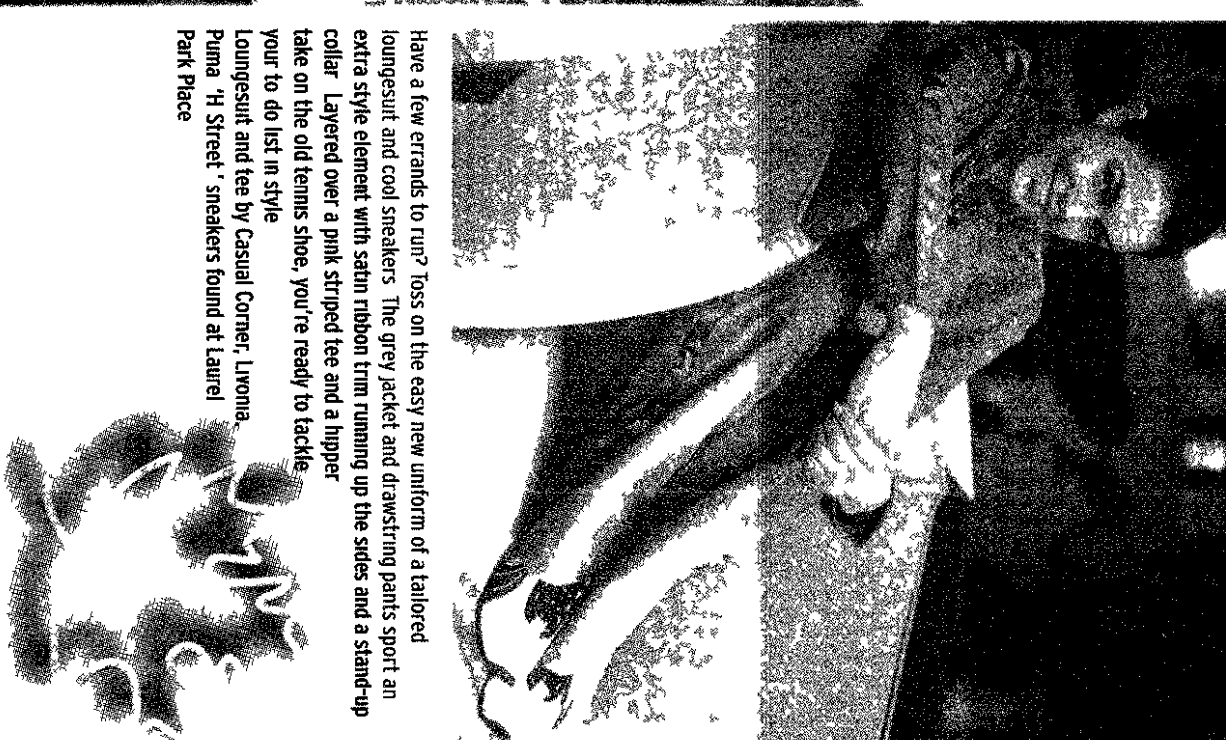 Have a few errands to run? Toss on the easy new uniform of a tailored
loungesuit and cool sneakers The grey jacket and drawstring pants sport an
extra style element with satin ribbon trim running up the sides and a stand-up
collar Layered over a pink striped tee and a hipper
take on the old tennis shoe, you're ready to tackle
your to do list in style
Loungesuit and tee by Casual Corner, Livonia,
Puma 'H Street' sneakers found at Laurel
Park Place